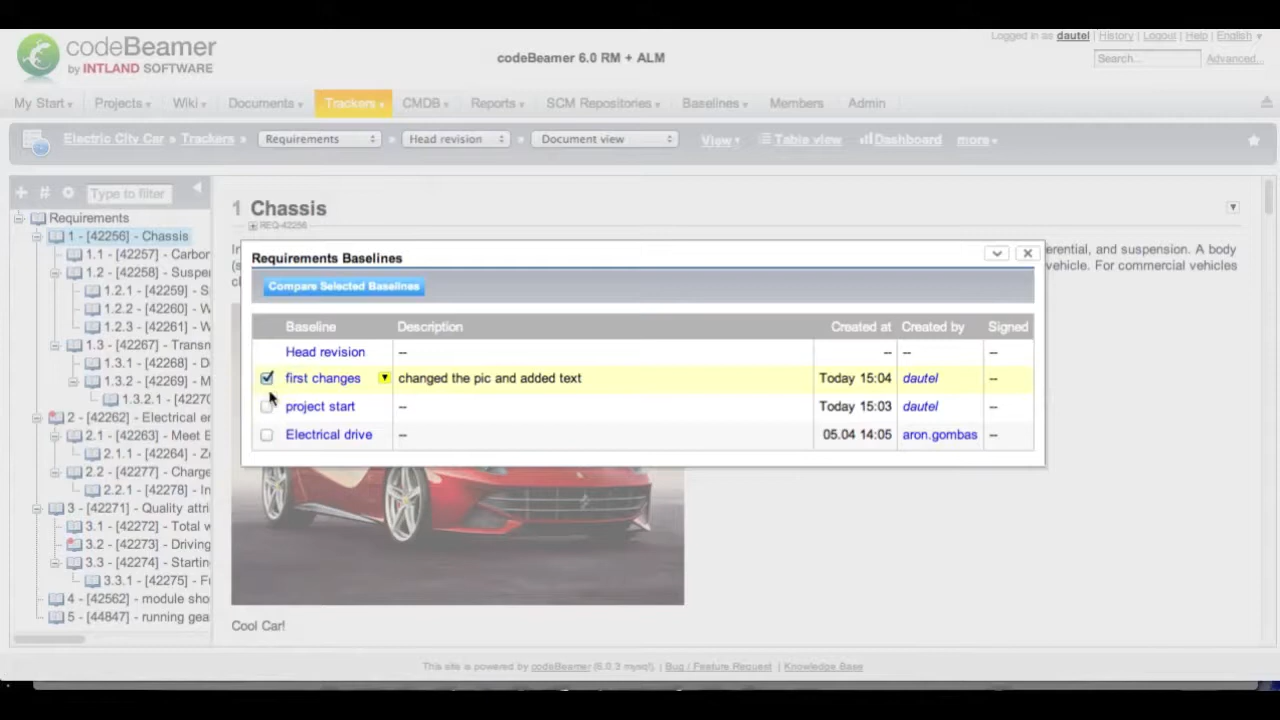 codeBeamer
by INTLAND SOFTWARE
codeBeamer 6.0 RM + ALM
Logged in as dautel | History | Logout | Help | English
Search... Advanced...
My Start Projects Wiki Documents Trackers CMDB Reports SCM Repositories Baselines Members Admin
Electric City Car » Trackers » Requirements » Head revision » Document view View Table view Dashboard more
Type to filter
Requirements
1 - [42256] - Chassis
1.1 - [42257] - Carbor
1.2 - [42258] - Suspe
1.2.1 - [42259] - S
1.2.2 - [42260] - W
1.2.3 - [42261] - W
1.3 - [42267] - Transn
1.3.1 - [42268] - D
1.3.2 - [42269] - M
1.3.2.1 - [4227
2 - [42262] - Electrical en
2.1 - [42263] - Meet E
2.1.1 - [42264] - Z
2.2 - [42277] - Charge
2.2.1 - [42278] - In
3 - [42271] - Quality attri
3.1 - [42272] - Total w
3.2 - [42273] - Driving
3.3 - [42274] - Starting
3.3.1 - [42275] - F
4 - [42562] - module sho
5 - [44847] - running gea
1 Chassis
REQ-42256
erential, and suspension. A body
vehicle. For commercial vehicles
Requirements Baselines
Compare Selected Baselines
Baseline Description Created at Created by Signed
Head revision -- -- -- --
first changes changed the pic and added text Today 15:04 dautel --
project start -- Today 15:03 dautel --
Electrical drive -- 05.04 14:05 aron.gombas --
Cool Car!
This site is powered by codeBeamer (6.0.2 mysql). | Bug / Feature Request | Knowledge Base